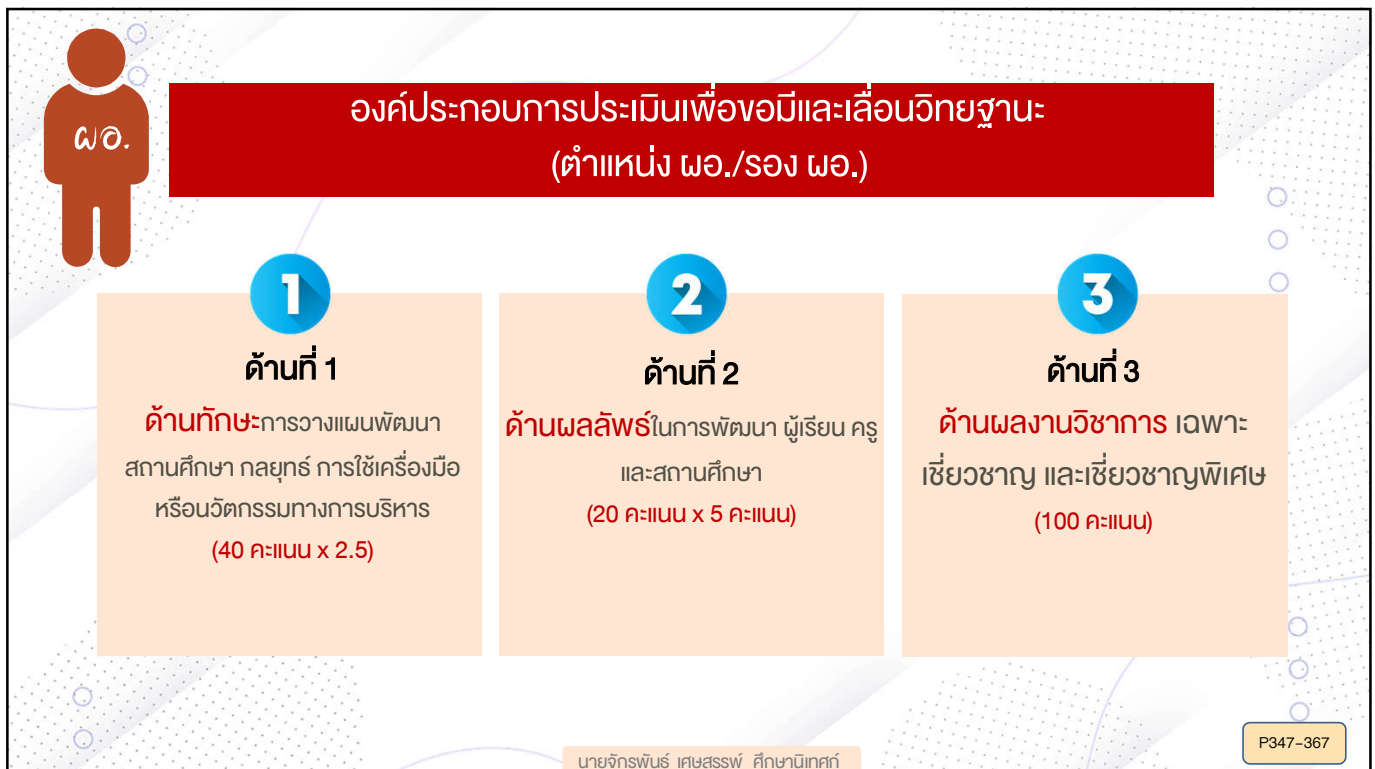 ผอ.
องค์ประกอบการประเมินเพื่อขอมีและเลื่อนวิทยฐานะ
(ตำแหน่ง ผอ./รอง ผอ.)
1
ด้านที่ 1
ด้านทักษะการวางแผนพัฒนา
สถานศึกษา กลยุทธ์ การใช้เครื่องมือ
หรือนวัตกรรมทางการบริหาร
(40 คะแนน x 2.5)
2
ด้านที่ 2
ด้านผลลัพธ์ในการพัฒนา ผู้เรียน ครู
และสถานศึกษา
(20 คะแนน x 5 คะแนน)
3
ด้านที่ 3
ด้านผลงานวิชาการ เฉพาะ
เชี่ยวชาญ และเชี่ยวชาญพิเศษ
(100 คะแนน)
P347-367
นายจักรพันธ์ เศษสรรพ์ ศึกษานิเทศก์